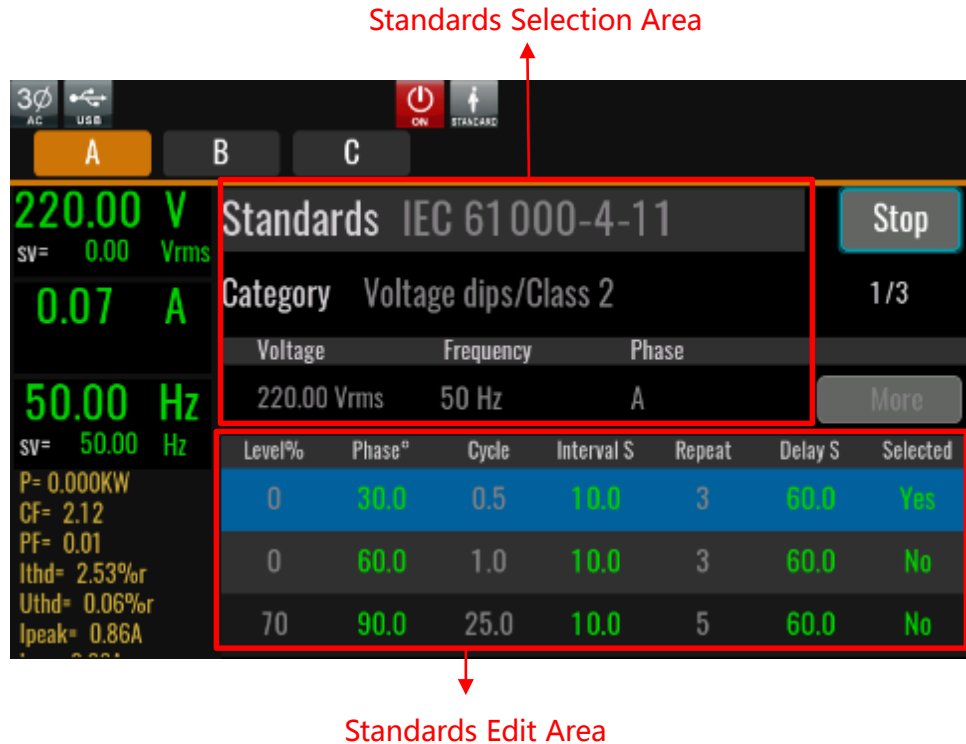 Standards Selection Area
3Ø
AC
USB
ON
STANDARD
A B C
220.00 V
sv= 0.00 Vrms
0.07 A
50.00 Hz
sv= 50.00 Hz
P= 0.000KW
CF= 2.12
PF= 0.01
Ithd= 2.53%r
Uthd= 0.06%r
Ipeak= 0.86A
Standards IEC 61000-4-11
Category Voltage dips/Class 2
Voltage Frequency Phase
220.00 Vrms 50 Hz A
Stop
1/3
More
Level% Phase° Cycle Interval S Repeat Delay S Selected
0 30.0 0.5 10.0 3 60.0 Yes
0 60.0 1.0 10.0 3 60.0 No
70 90.0 25.0 10.0 5 60.0 No
Standards Edit Area